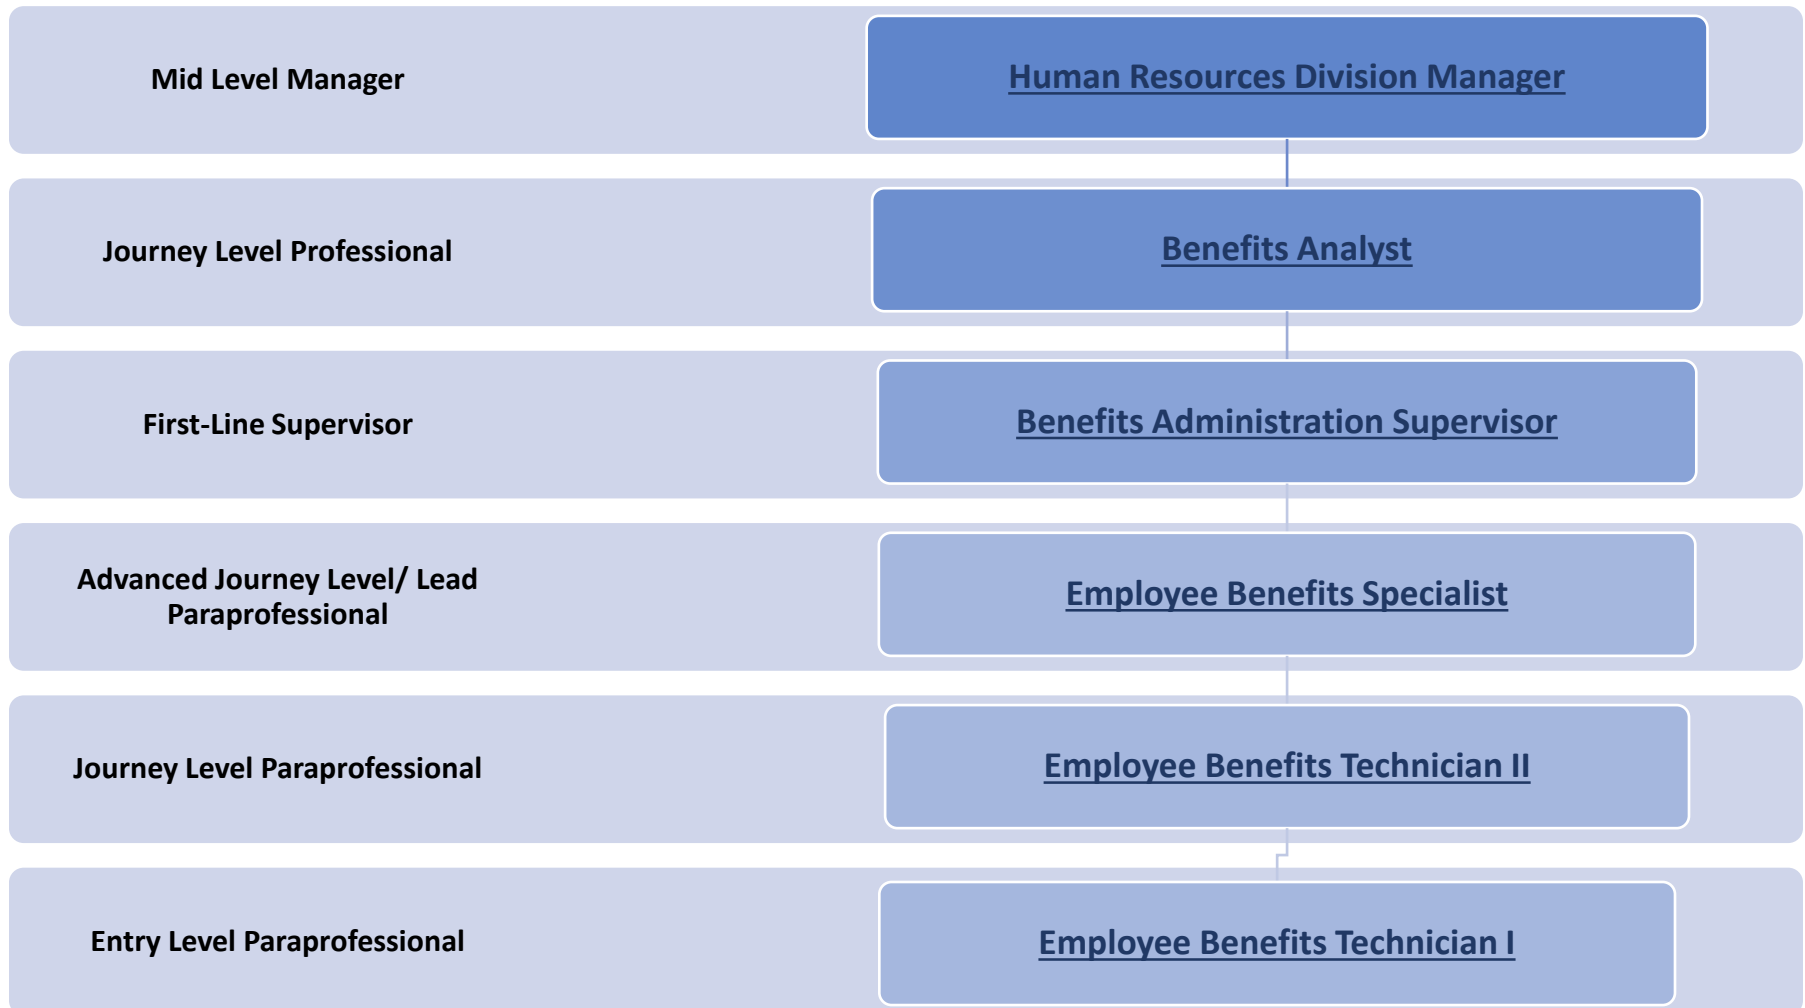 Mid Level Manager
Human Resources Division Manager
Journey Level Professional
Benefits Analyst
First-Line Supervisor
Benefits Administration Supervisor
Advanced Journey Level/ Lead
Paraprofessional
Employee Benefits Specialist
Journey Level Paraprofessional
Employee Benefits Technician II
Entry Level Paraprofessional
Employee Benefits Technician I